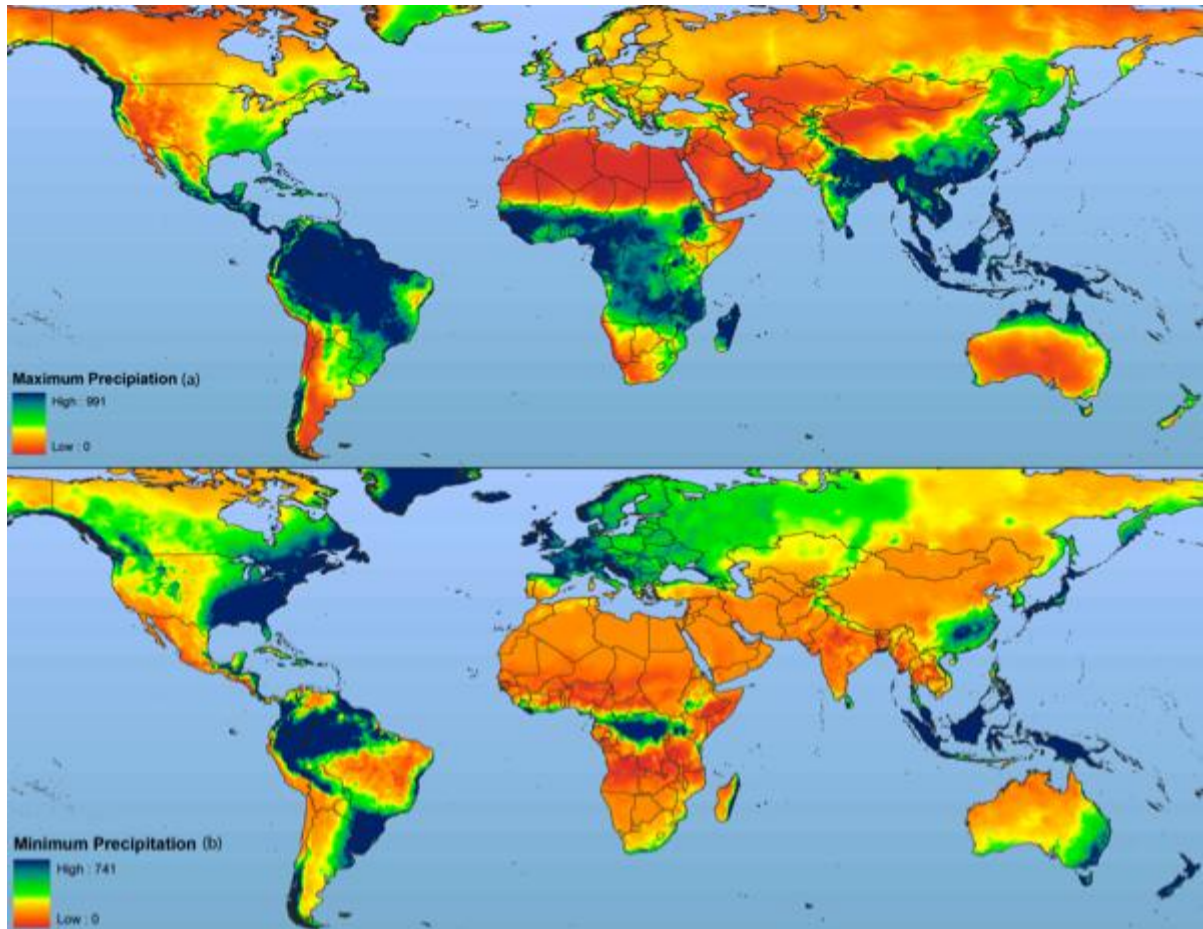 Maximum Precipiation (a)
High : 991
Low : 0
Minimum Precipitation (b)
High : 741
Low : 0